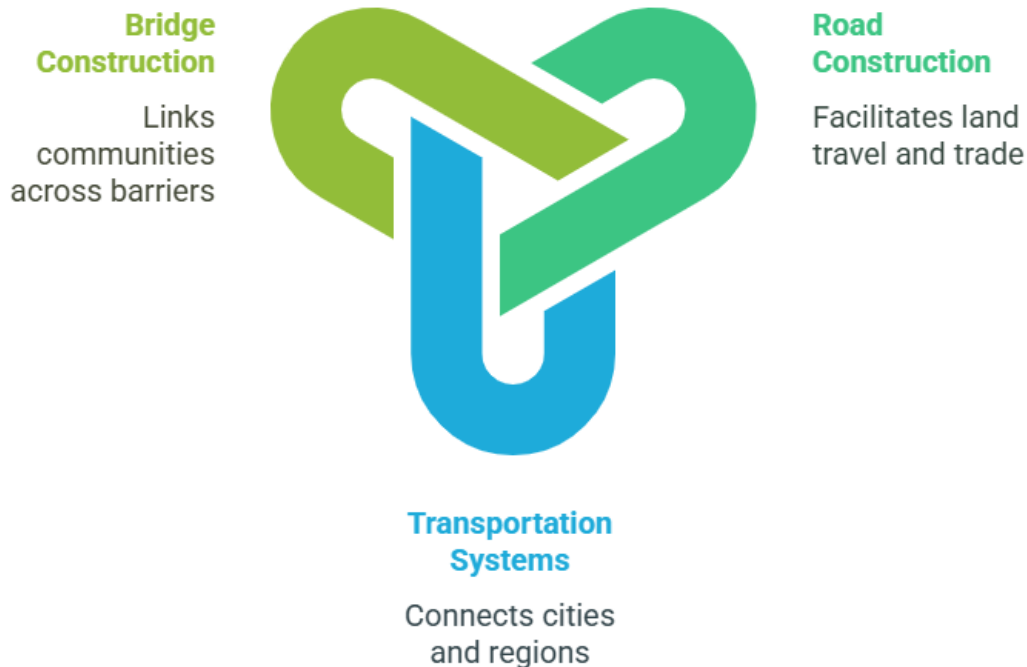 Bridge
Construction
Links
communities
across barriers
Road
Construction
Facilitates land
travel and trade
Transportation
Systems
Connects cities
and regions